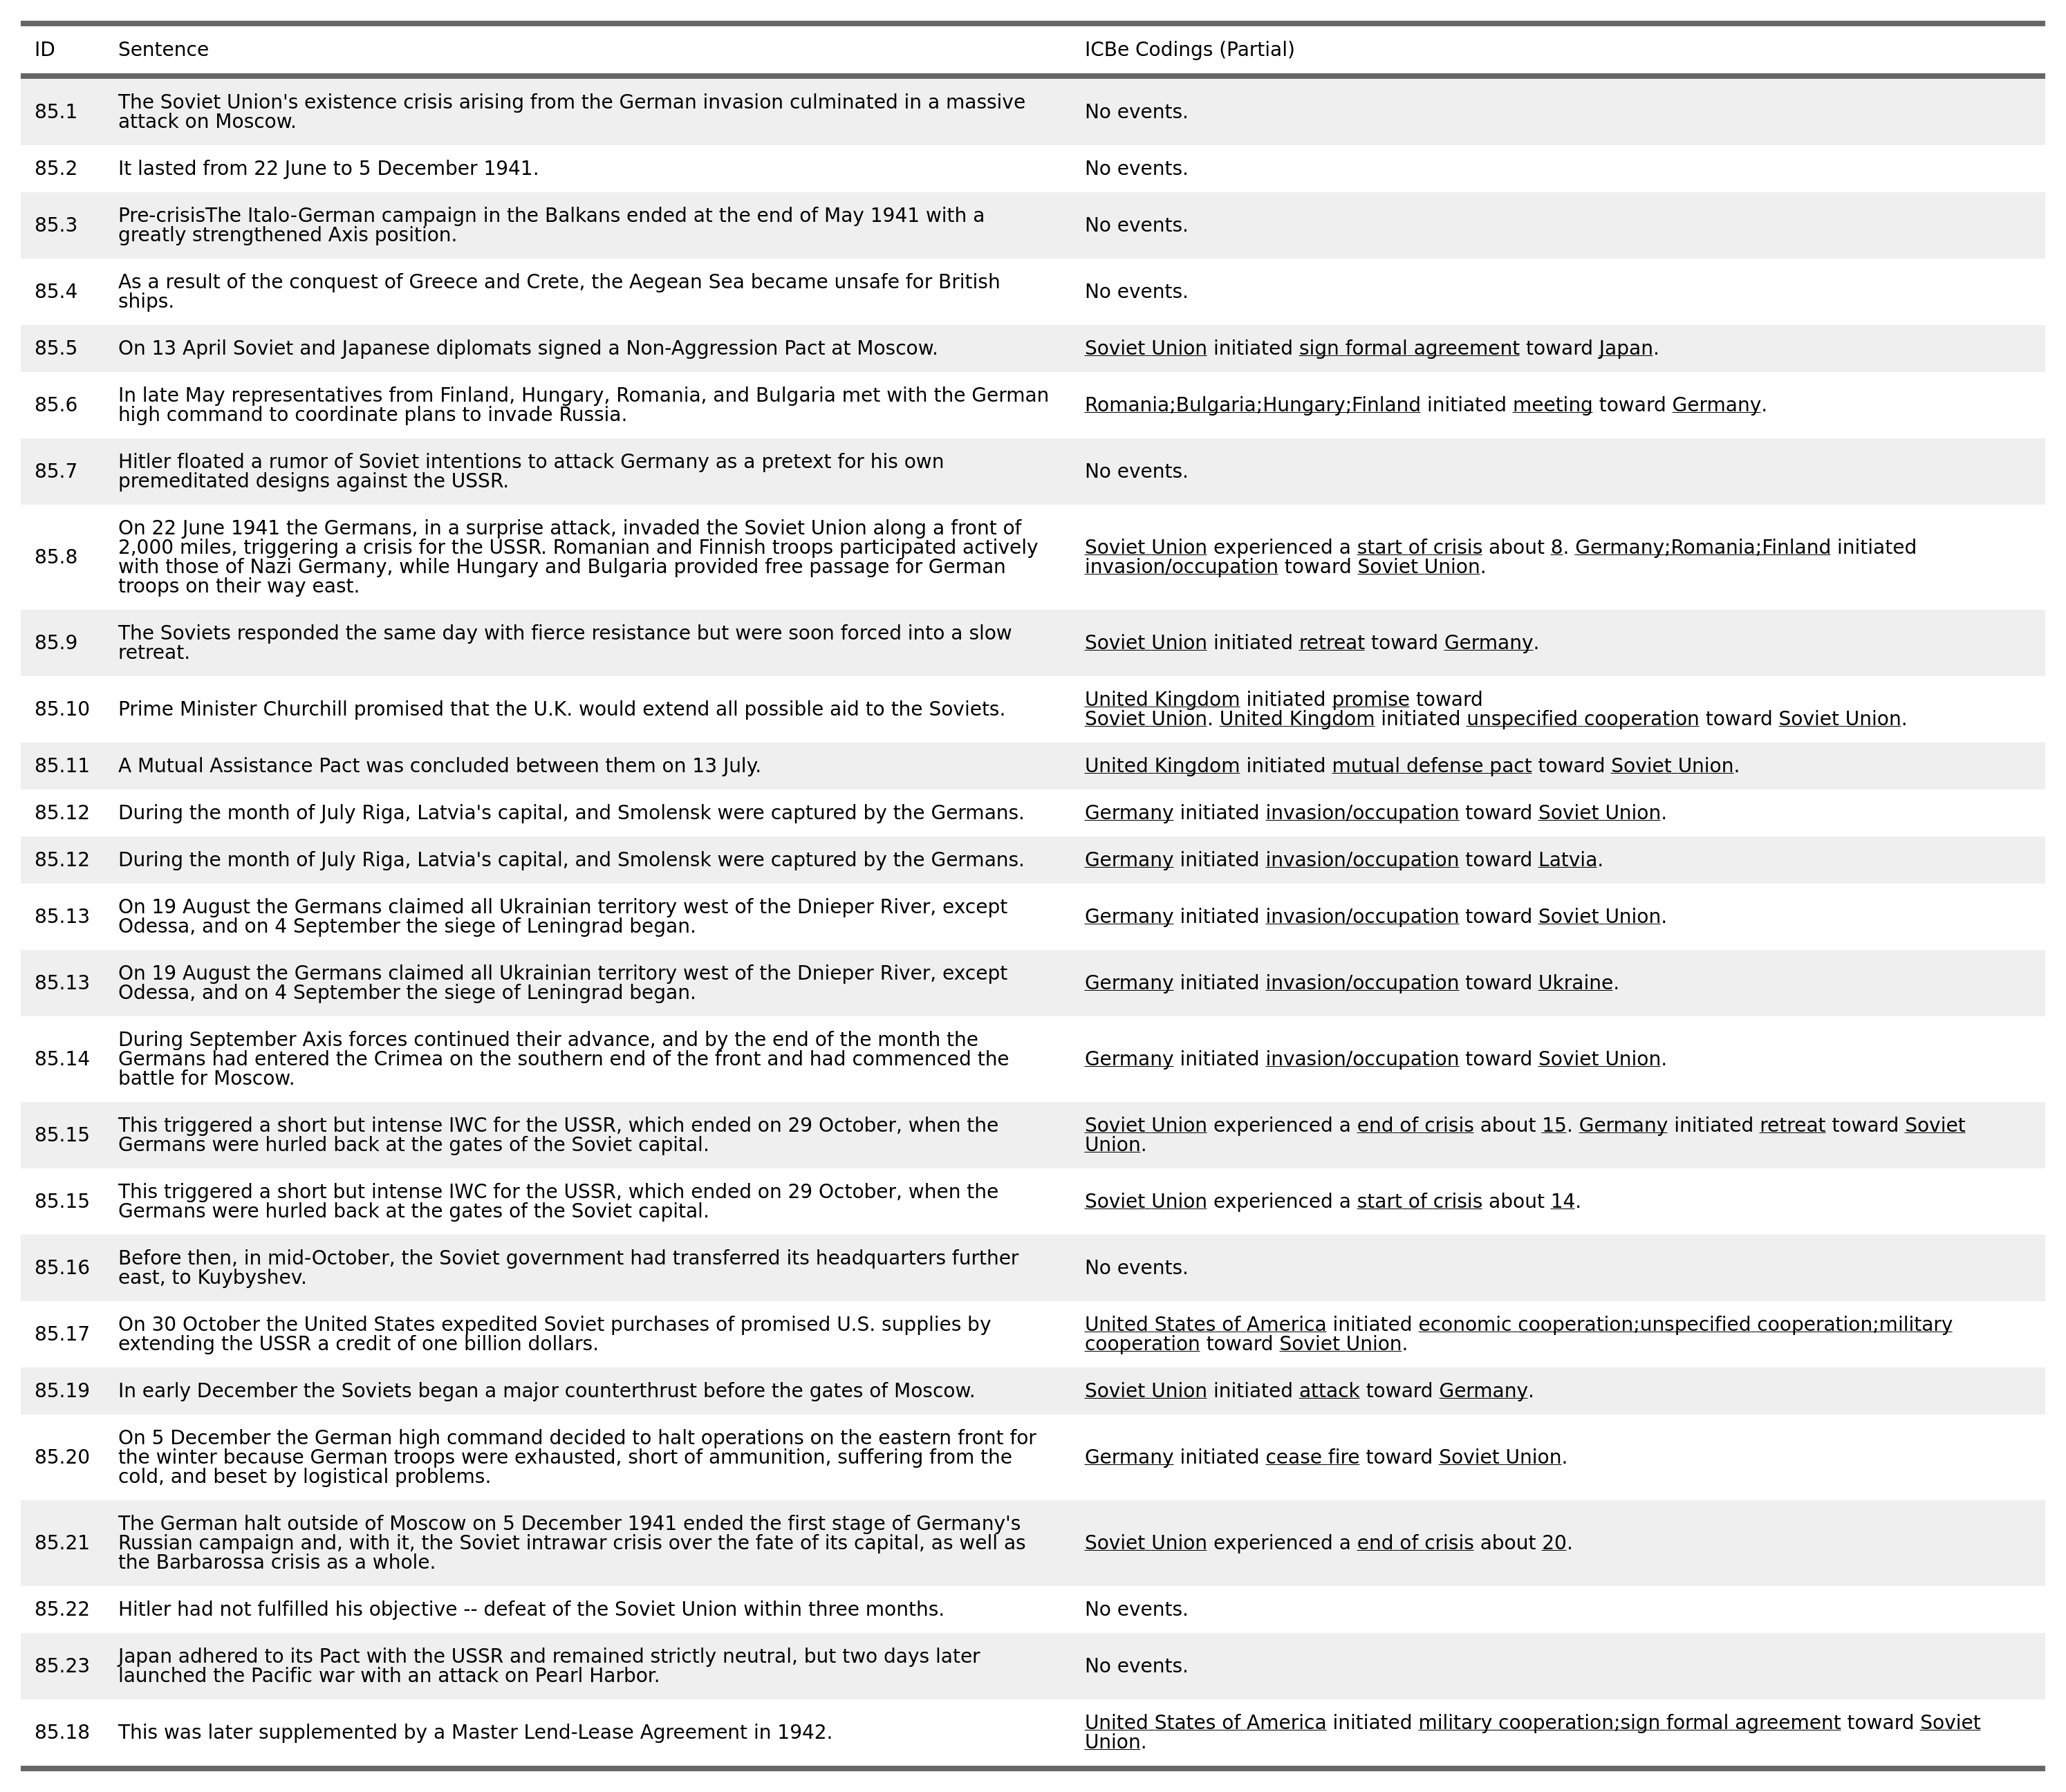 ID Sentence ICBe Codings (Partial)
85.1 The Soviet Union's existence crisis arising from the German invasion culminated in a massive
attack on Moscow. No events.
85.2 It lasted from 22 June to 5 December 1941. No events.
85.3 Pre-crisisThe Italo-German campaign in the Balkans ended at the end of May 1941 with a
greatly strengthened Axis position. No events.
85.4 As a result of the conquest of Greece and Crete, the Aegean Sea became unsafe for British
ships. No events.
85.5 On 13 April Soviet and Japanese diplomats signed a Non-Aggression Pact at Moscow. Soviet Union initiated sign formal agreement toward Japan.
85.6 In late May representatives from Finland, Hungary, Romania, and Bulgaria met with the German
high command to coordinate plans to invade Russia. Romania;Bulgaria;Hungary;Finland initiated meeting toward Germany.
85.7 Hitler floated a rumor of Soviet intentions to attack Germany as a pretext for his own
premeditated designs against the USSR. No events.
85.8 On 22 June 1941 the Germans, in a surprise attack, invaded the Soviet Union along a front of
2,000 miles, triggering a crisis for the USSR. Romanian and Finnish troops participated actively
with those of Nazi Germany, while Hungary and Bulgaria provided free passage for German
troops on their way east.
Soviet Union experienced a start of crisis about 8. Germany;Romania;Finland initiated
invasion/occupation toward Soviet Union.
85.9 The Soviets responded the same day with fierce resistance but were soon forced into a slow
retreat. Soviet Union initiated retreat toward Germany.
85.10 Prime Minister Churchill promised that the U.K. would extend all possible aid to the Soviets. United Kingdom initiated promise toward
Soviet Union. United Kingdom initiated unspecified cooperation toward Soviet Union.
85.11 A Mutual Assistance Pact was concluded between them on 13 July. United Kingdom initiated mutual defense pact toward Soviet Union.
85.12 During the month of July Riga, Latvia's capital, and Smolensk were captured by the Germans. Germany initiated invasion/occupation toward Soviet Union.
85.12 During the month of July Riga, Latvia's capital, and Smolensk were captured by the Germans. Germany initiated invasion/occupation toward Latvia.
85.13 On 19 August the Germans claimed all Ukrainian territory west of the Dnieper River, except
Odessa, and on 4 September the siege of Leningrad began. Germany initiated invasion/occupation toward Soviet Union.
85.13 On 19 August the Germans claimed all Ukrainian territory west of the Dnieper River, except
Odessa, and on 4 September the siege of Leningrad began. Germany initiated invasion/occupation toward Ukraine.
85.14 During September Axis forces continued their advance, and by the end of the month the
Germans had entered the Crimea on the southern end of the front and had commenced the
battle for Moscow. Germany initiated invasion/occupation toward Soviet Union.
85.15 This triggered a short but intense IWC for the USSR, which ended on 29 October, when the
Germans were hurled back at the gates of the Soviet capital.
Soviet Union experienced a end of crisis about 15. Germany initiated retreat toward Soviet
Union.
85.15 This triggered a short but intense IWC for the USSR, which ended on 29 October, when the
Germans were hurled back at the gates of the Soviet capital. Soviet Union experienced a start of crisis about 14.
85.16 Before then, in mid-October, the Soviet government had transferred its headquarters further
east, to Kuybyshev. No events.
85.17 On 30 October the United States expedited Soviet purchases of promised U.S. supplies by
extending the USSR a credit of one billion dollars.
United States of America initiated economic cooperation;unspecified cooperation;military
cooperation toward Soviet Union.
85.19 In early December the Soviets began a major counterthrust before the gates of Moscow. Soviet Union initiated attack toward Germany.
85.20 On 5 December the German high command decided to halt operations on the eastern front for
the winter because German troops were exhausted, short of ammunition, suffering from the
cold, and beset by logistical problems. Germany initiated cease fire toward Soviet Union.
85.21 The German halt outside of Moscow on 5 December 1941 ended the first stage of Germany's
Russian campaign and, with it, the Soviet intrawar crisis over the fate of its capital, as well as
the Barbarossa crisis as a whole. Soviet Union experienced a end of crisis about 20.
85.22 Hitler had not fulfilled his objective -- defeat of the Soviet Union within three months. No events.
85.23 Japan adhered to its Pact with the USSR and remained strictly neutral, but two days later
launched the Pacific war with an attack on Pearl Harbor. No events.
85.18 This was later supplemented by a Master Lend-Lease Agreement in 1942. United States of America initiated military cooperation;sign formal agreement toward Soviet
Union.